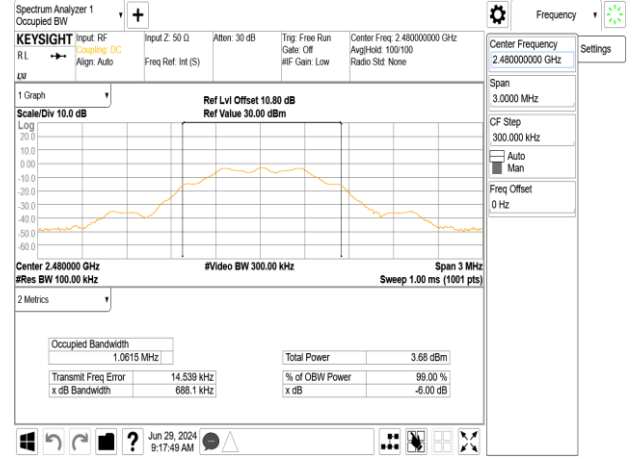 Spectrum Analyzer 1
Occupied BW
Frequency
KEYSIGHT
Input: RF
Coupling: DC
Align: Auto
Input Z: 50 Ω
Freq Ref: Int (S)
Atten: 30 dB
Trig: Free Run
Gate: Off
#IF Gain: Low
Center Freq: 2.480000000 GHz
Avg|Hold: 100/100
Radio Std: None
RL
LXI
1 Graph
Ref Lvl Offset 10.80 dB
Scale/Div 10.0 dB
Ref Value 30.00 dBm
Log
20.0
10.0
0.00
-10.0
-20.0
-30.0
-40.0
-50.0
-60.0
Center 2.480000 GHz
#Video BW 300.00 kHz
Span 3 MHz
#Res BW 100.00 kHz
Sweep 1.00 ms (1001 pts)
2 Metrics
Occupied Bandwidth
1.0615 MHz
Total Power 3.68 dBm
Transmit Freq Error 14.539 kHz
% of OBW Power 99.00 %
x dB Bandwidth 688.1 kHz
x dB -6.00 dB
Jun 29, 2024
9:17:49 AM
Center Frequency
2.480000000 GHz
Settings
Span
3.0000 MHz
CF Step
300.000 kHz
Auto
Man
Freq Offset
0 Hz